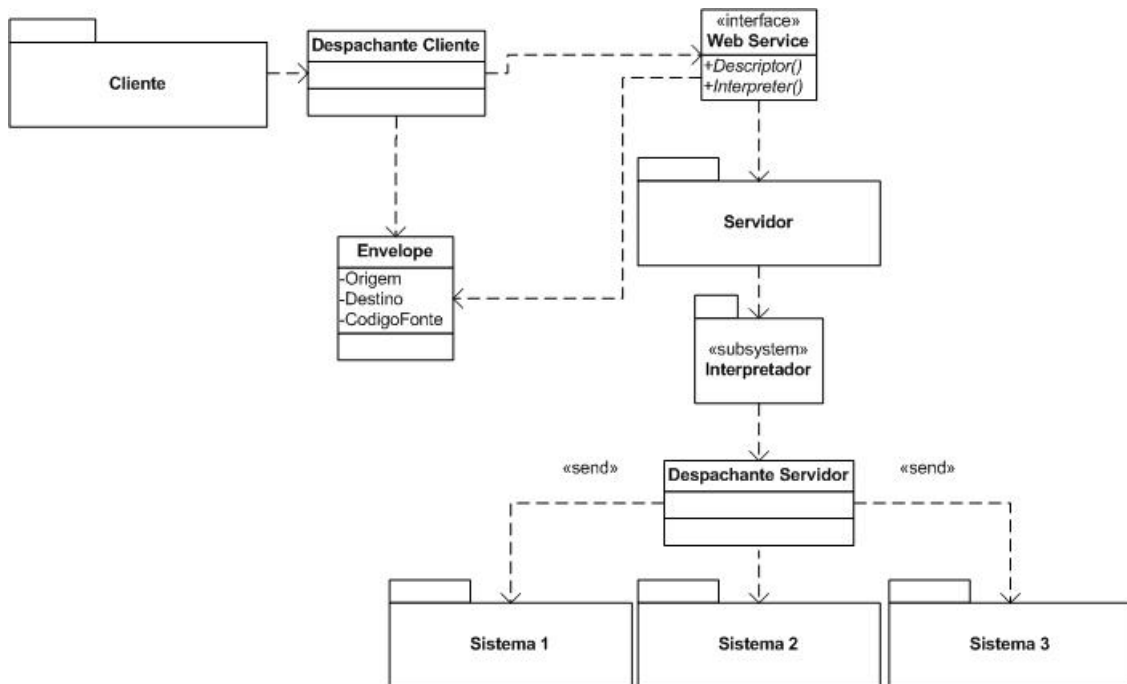 «interface»
Web Service
+Descriptor()
+Interpreter()
Despachante Cliente
Cliente
Servidor
Envelope
-Origem
-Destino
-CodigoFonte
«subsystem»
Interpretador
«send»
Despachante Servidor
«send»
Sistema 1
Sistema 2
Sistema 3